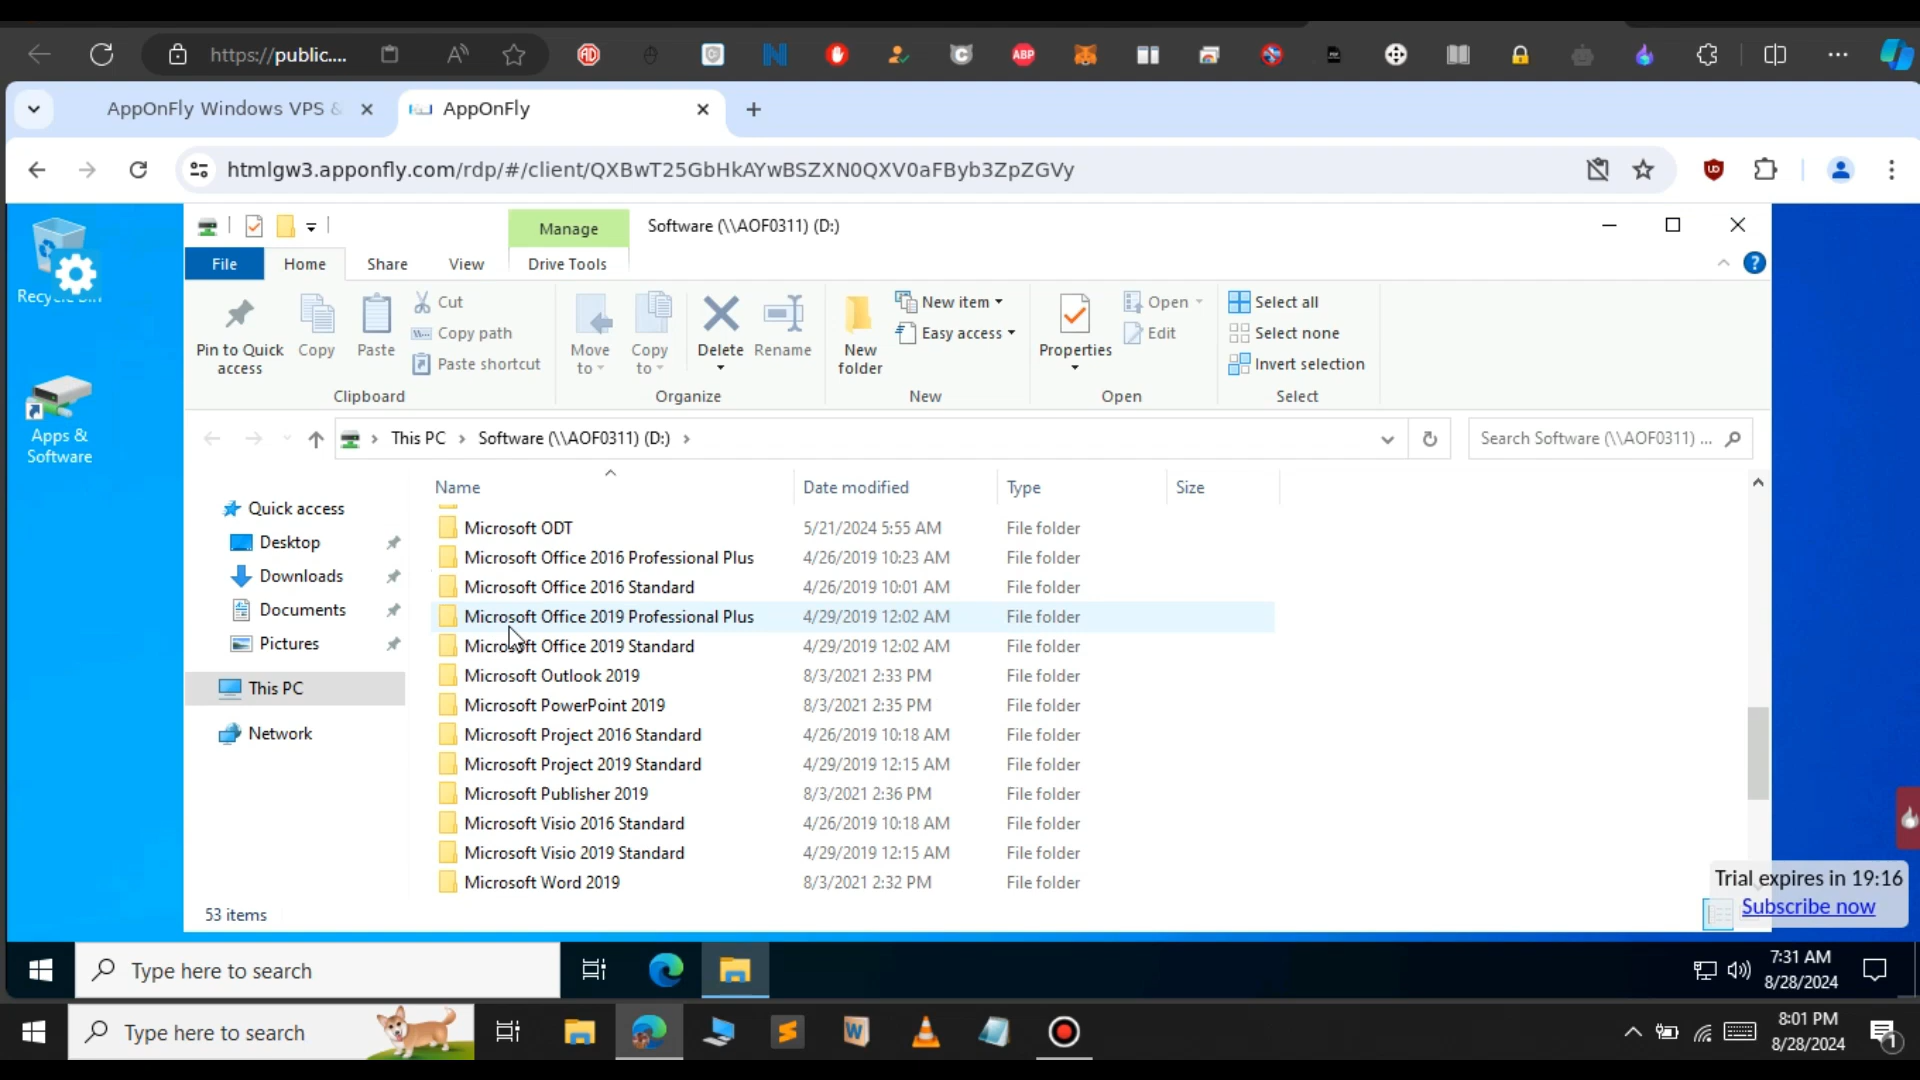 https://public....
ABP
AppOnFly Windows VPS &
AppOnFly
htmlgw3.apponfly.com/rdp/#/client/QXBwT25GbHkAYwBSZXN0QXV0aFByb3ZpZGVy
Manage
Software (\\AOF0311) (D:)
File
Home
Share
View
Drive Tools
Pin to Quick access
Copy
Paste
Cut
Copy path
Paste shortcut
Clipboard
Move to
Copy to
Delete
Rename
Organize
New folder
New item
Easy access
New
Properties
Open
Edit
Open
Select all
Select none
Invert selection
Select
This PC
Software (\\AOF0311) (D:)
Search Software (\\AOF0311) ...
Quick access
Desktop
Downloads
Documents
Pictures
This PC
Network
Name Date modified Type Size
Microsoft ODT 5/21/2024 5:55 AM File folder
Microsoft Office 2016 Professional Plus 4/26/2019 10:23 AM File folder
Microsoft Office 2016 Standard 4/26/2019 10:01 AM File folder
Microsoft Office 2019 Professional Plus 4/29/2019 12:02 AM File folder
Microsoft Office 2019 Standard 4/29/2019 12:02 AM File folder
Microsoft Outlook 2019 8/3/2021 2:33 PM File folder
Microsoft PowerPoint 2019 8/3/2021 2:35 PM File folder
Microsoft Project 2016 Standard 4/26/2019 10:18 AM File folder
Microsoft Project 2019 Standard 4/29/2019 12:15 AM File folder
Microsoft Publisher 2019 8/3/2021 2:36 PM File folder
Microsoft Visio 2016 Standard 4/26/2019 10:18 AM File folder
Microsoft Visio 2019 Standard 4/29/2019 12:15 AM File folder
Microsoft Word 2019 8/3/2021 2:32 PM File folder
53 items
Apps &
Software
Trial expires in 19:16
Subscribe now
Type here to search
7:31 AM
8/28/2024
Type here to search
8:01 PM
8/28/2024
1